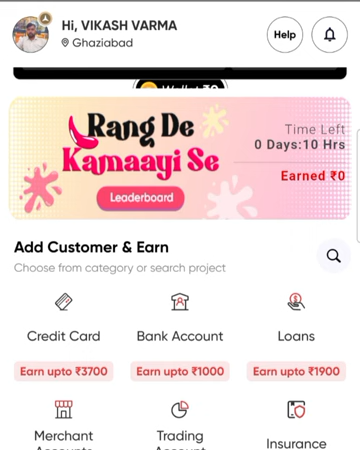 Hi, VIKASH VARMA
Ghaziabad
Help
Rang De
Kamaayi Se
Leaderboard
Time Left
0 Days:10 Hrs
Earned ₹0
Add Customer & Earn
Choose from category or search project
Credit Card
Bank Account
Loans
Earn upto ₹3700
Earn upto ₹1000
Earn upto ₹1900
Merchant
Trading
Insurance